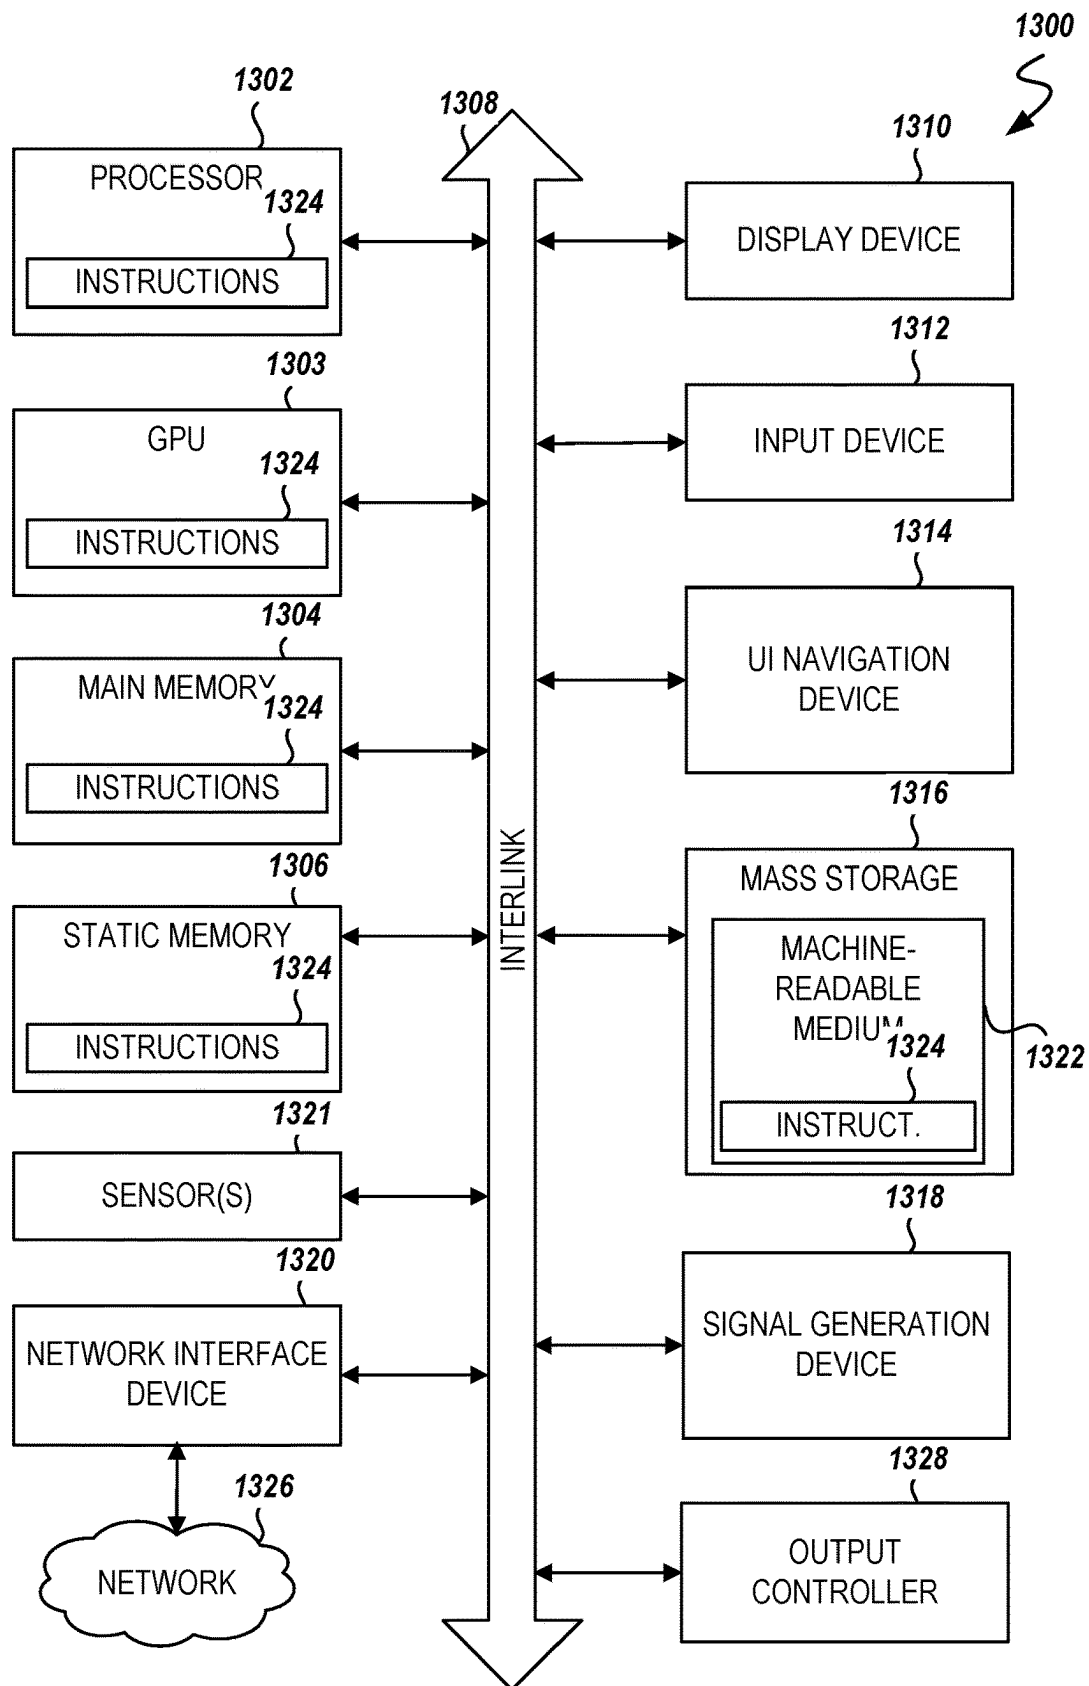 1300
1302
PROCESSOR
1324
INSTRUCTIONS
1303
GPU
1324
INSTRUCTIONS
1304
MAIN MEMORY
1324
INSTRUCTIONS
1306
STATIC MEMORY
1324
INSTRUCTIONS
1321
SENSOR(S)
1320
NETWORK INTERFACE
DEVICE
1326
NETWORK
1308
INTERLINK
1310
DISPLAY DEVICE
1312
INPUT DEVICE
1314
UI NAVIGATION
DEVICE
1316
MASS STORAGE
MACHINE-
READABLE
MEDIUM
1322
1324
INSTRUCT.
1318
SIGNAL GENERATION
DEVICE
1328
OUTPUT
CONTROLLER